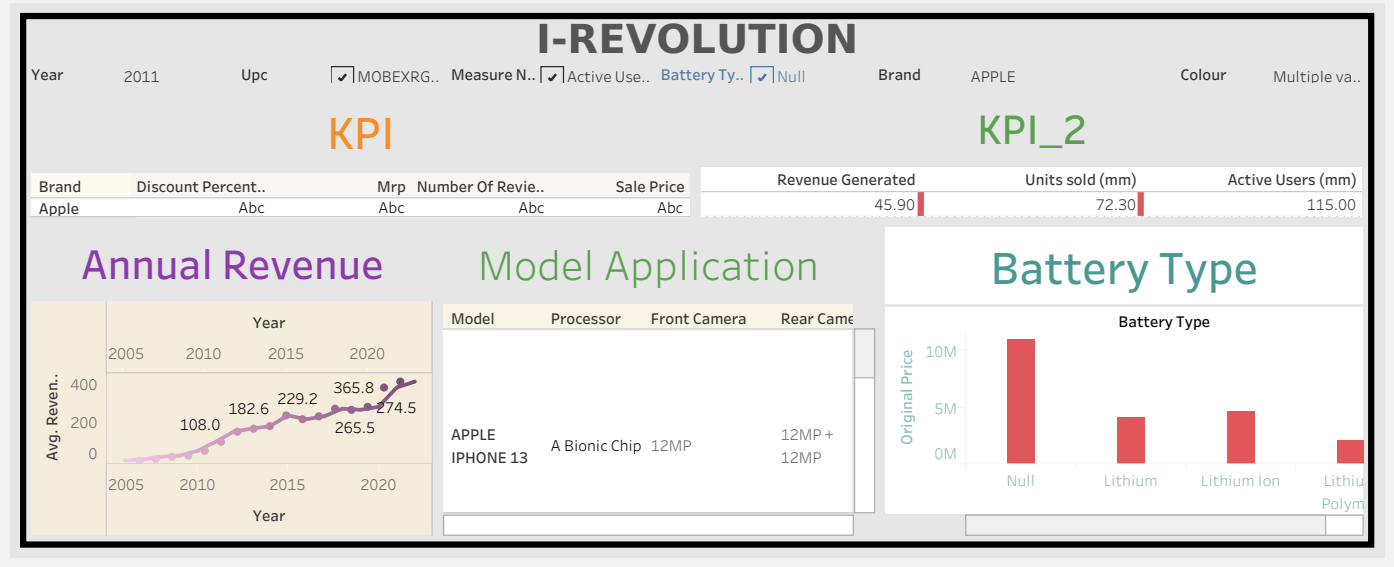 I-REVOLUTION
Year 2011 Upc MOBEXRG.. Measure N.. Active Use.. Battery Ty.. Null Brand APPLE Colour Multiple va..
KPI
KPI_2
Brand Discount Percent.. Mrp Number Of Revie.. Sale Price
Apple Abc Abc Abc Abc
Revenue Generated Units sold (mm) Active Users (mm)
45.90 72.30 115.00
Annual Revenue
Year
2005 2010 2015 2020
Avg. Reven..
400
200
0
108.0 182.6 229.2 365.8 265.5 274.5
2005 2010 2015 2020
Year
Model Application
Model Processor Front Camera Rear Came
APPLE
IPHONE 13
A Bionic Chip
12MP
12MP +
12MP
Battery Type
Battery Type
Original Price
10M
5M
0M
Null Lithium Lithium Ion Lithiu
Polym